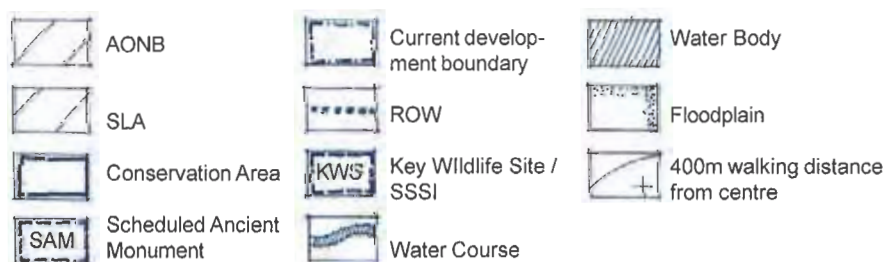 AONB
SLA
Conservation Area
SAM
Scheduled Ancient
Monument
Current develop-
ment boundary
ROW
KWS
Key WIldlife Site /
SSSI
Water Course
Water Body
Floodplain
400m walking distance
from centre